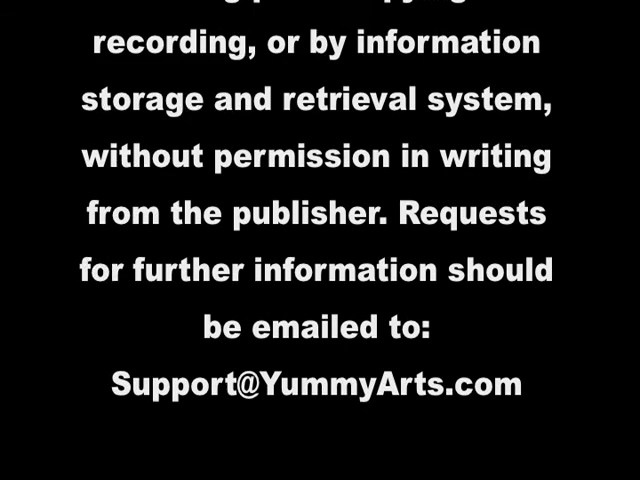 recording, or by information
storage and retrieval system,
without permission in writing
from the publisher. Requests
for further information should
be emailed to:
Support@YummyArts.com